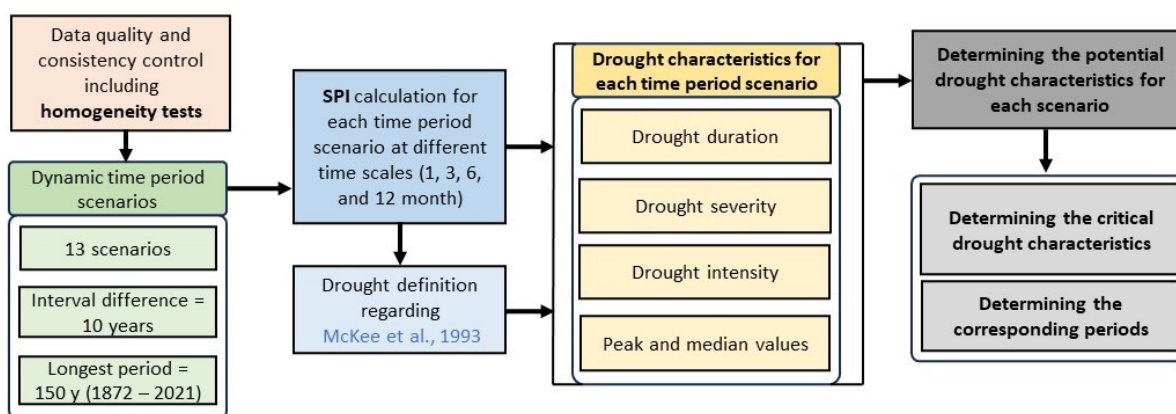 Data quality and
consistency control
including
homogeneity tests
Dynamic time period
scenarios
13 scenarios
Interval difference =
10 years
Longest period =
150 y (1872 – 2021)
SPI calculation for
each time period
scenario at different
time scales (1, 3, 6,
and 12 month)
Drought definition
regarding
McKee et al., 1993
Drought characteristics for
each time period scenario
Drought duration
Drought severity
Drought intensity
Peak and median values
Determining the potential
drought characteristics for
each scenario
Determining the critical
drought characteristics
Determining the
corresponding periods